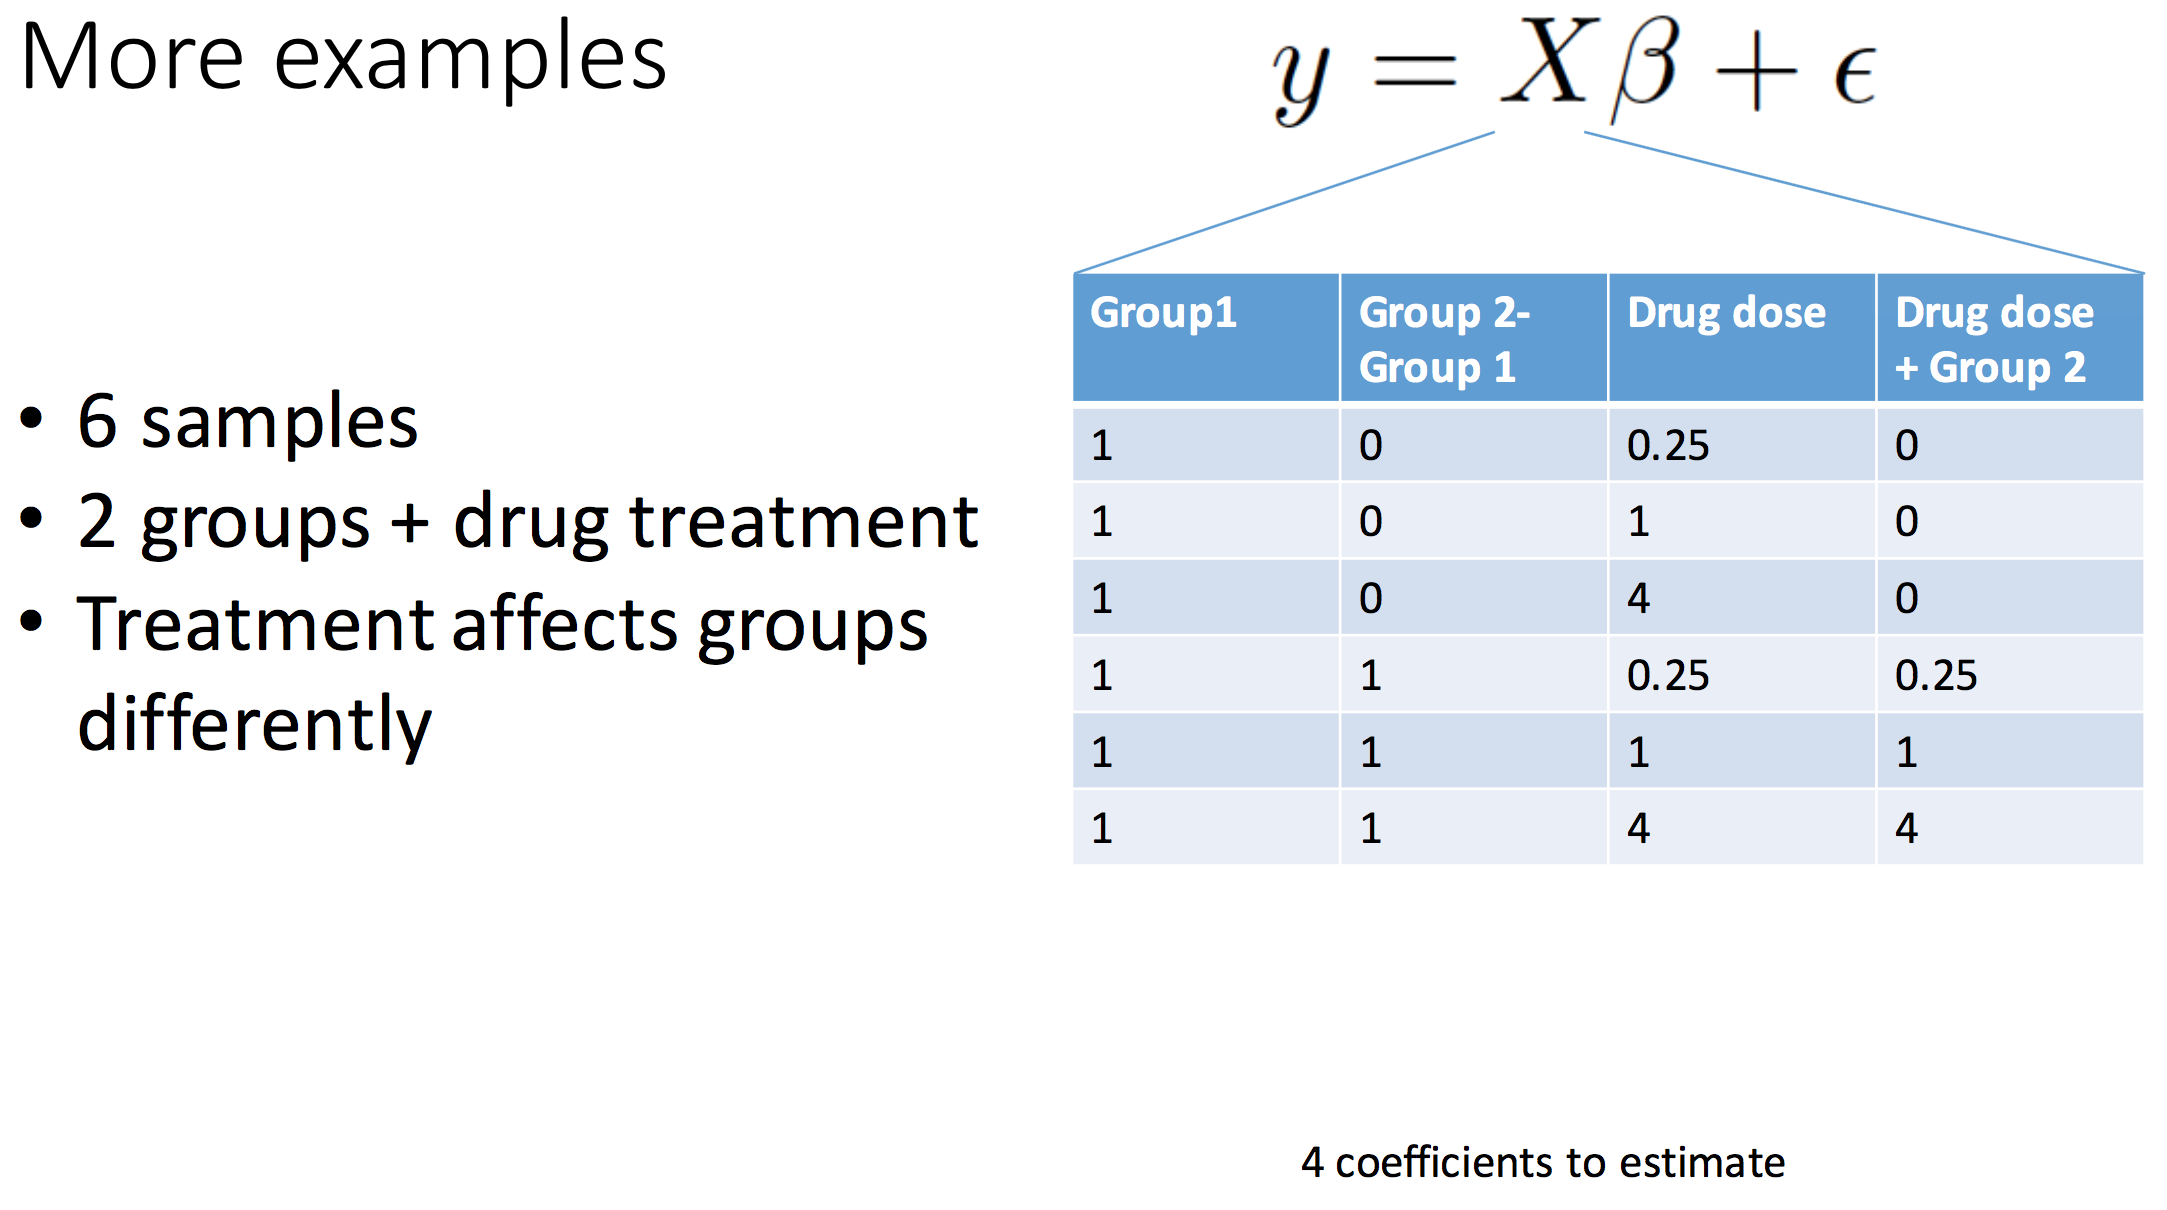 More examples
y = Xβ + ϵ
• 6 samples
• 2 groups + drug treatment
• Treatment affects groups
differently
Group1 Group 2- Drug dose Drug dose
Group 1 + Group 2
1 0 0.25 0
1 0 1 0
1 0 4 0
1 1 0.25 0.25
1 1 1 1
1 1 4 4
4 coefficients to estimate